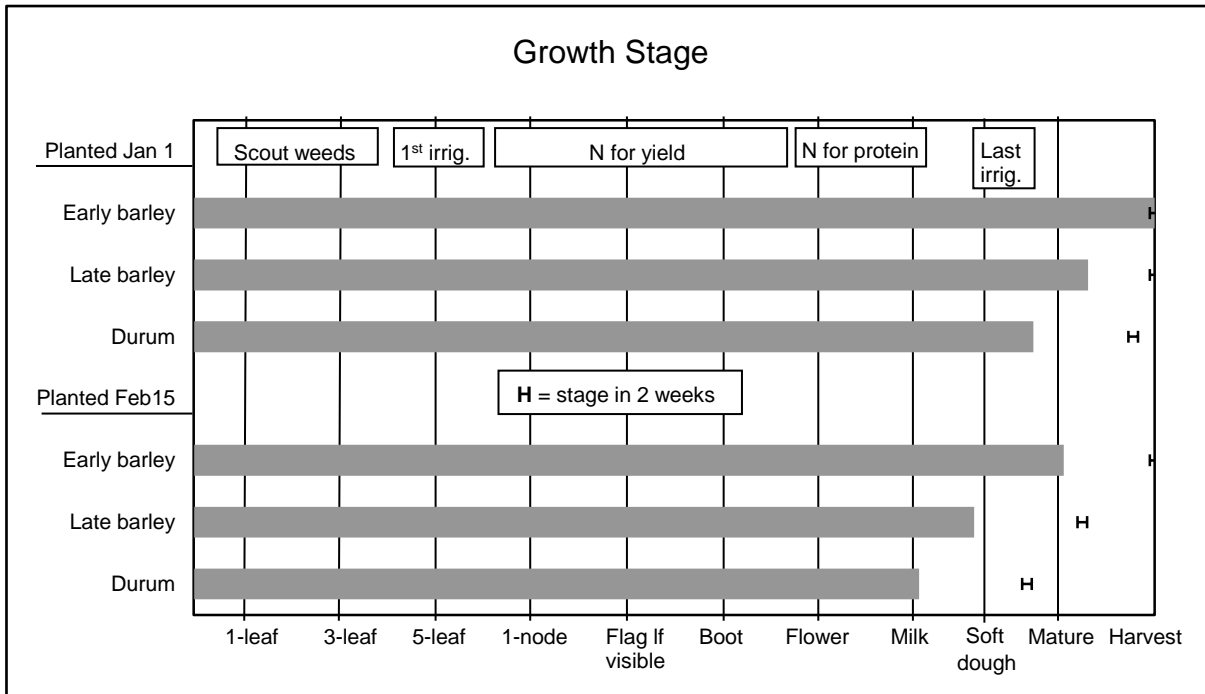 Growth Stage
Planted Jan 1
Scout weeds
1st irrig.
N for yield
N for protein
Last
irrig.
Early barley
H
Late barley
H
Durum
H
Planted Feb15
H = stage in 2 weeks
Early barley
H
Late barley
H
Durum
H
1-leaf
3-leaf
5-leaf
1-node
Flag lf
visible
Boot
Flower
Milk
Soft
dough
Mature
Harvest